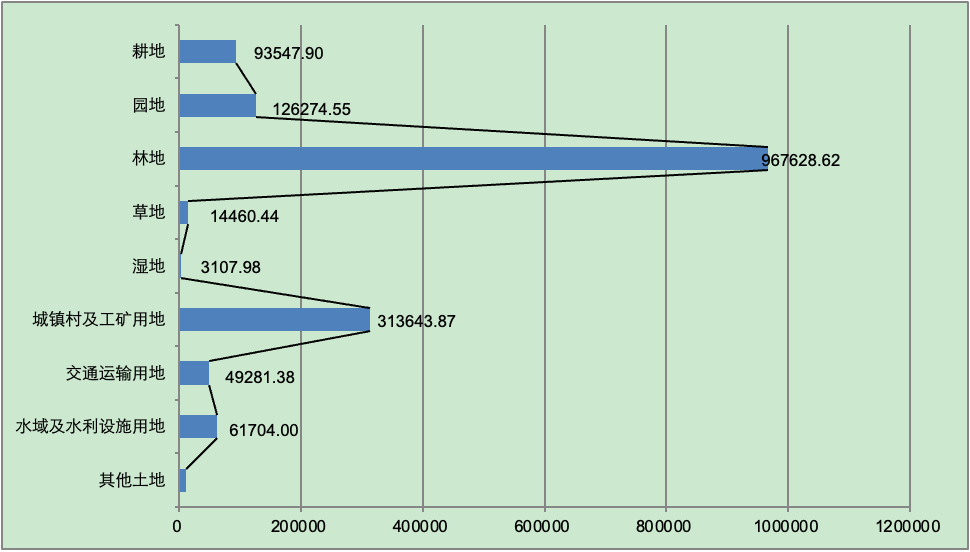 耕地 93547.90
园地 126274.55
林地 967628.62
草地 14460.44
湿地 3107.98
城镇村及工矿用地 313643.87
交通运输用地 49281.38
水域及水利设施用地 61704.00
其他土地
0 200000 400000 600000 800000 1000000 1200000